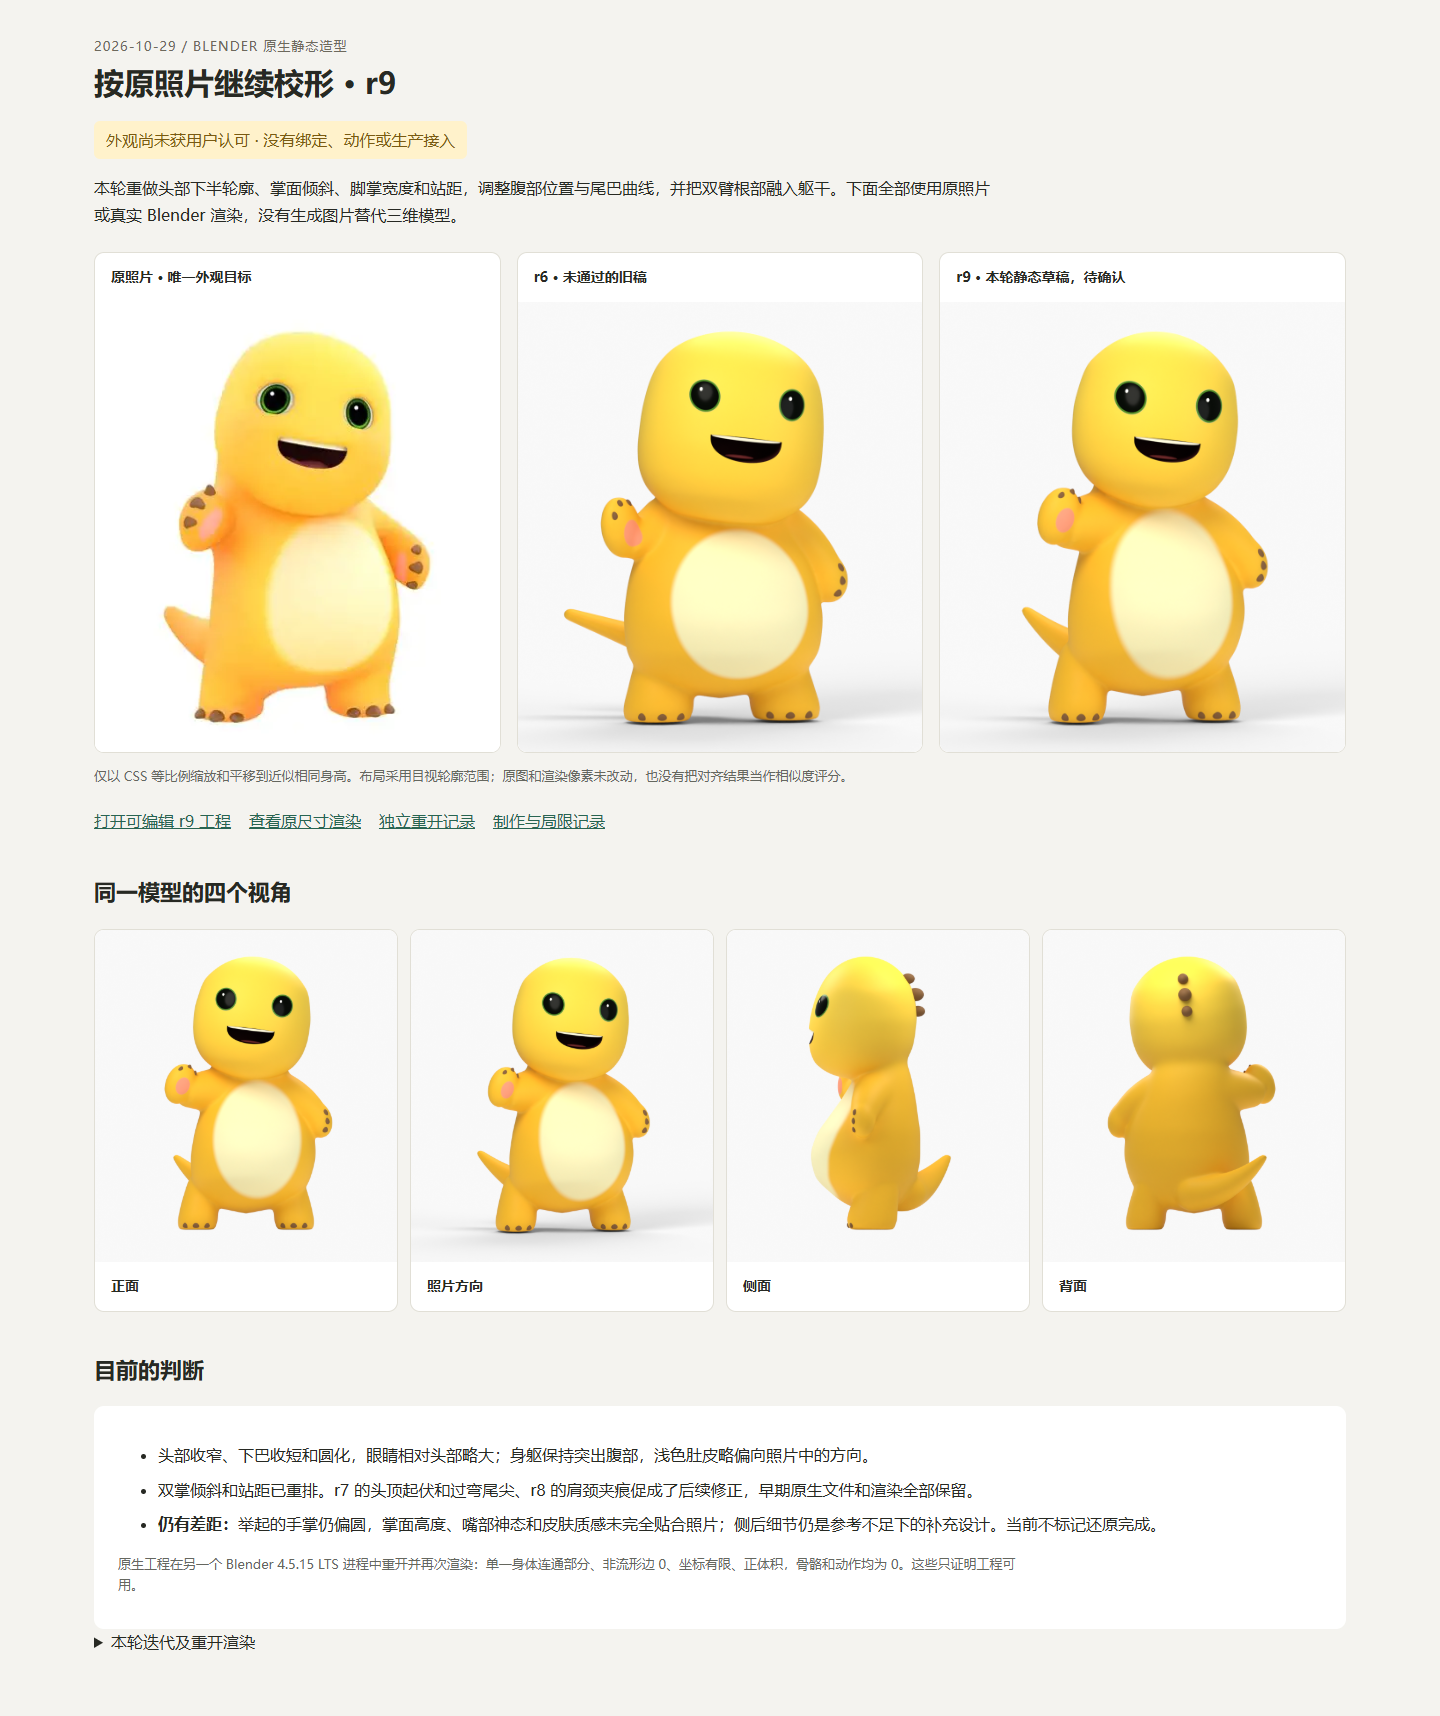 2026-10-29 / BLENDER 原生静态造型
按原照片继续校形 • r9
外观尚未获用户认可 · 没有绑定、动作或生产接入
本轮重做头部下半轮廓、掌面倾斜、脚掌宽度和站距，调整腹部位置与尾巴曲线，并把双臂根部融入躯干。下面全部使用原照片
或真实 Blender 渲染，没有生成图片替代三维模型。
原照片 • 唯一外观目标
r6 • 未通过的旧稿
r9 • 本轮静态草稿，待确认
仅以 CSS 等比例缩放和平移到近似相同身高。布局采用目视轮廓范围；原图和渲染像素未改动，也没有把对齐结果当作相似度评分。
打开可编辑 r9 工程 查看原尺寸渲染 独立重开记录 制作与局限记录
同一模型的四个视角
正面
照片方向
侧面
背面
目前的判断
• 头部收窄、下巴收短和圆化，眼睛相对头部略大；身躯保持突出腹部，浅色肚皮略偏向照片中的方向。
• 双掌倾斜和站距已重排。r7 的头顶起伏和过弯尾尖、r8 的肩颈夹痕促成了后续修正，早期原生文件和渲染全部保留。
• 仍有差距：举起的手掌仍偏圆，掌面高度、嘴部神态和皮肤质感未完全贴合照片；侧后细节仍是参考不足下的补充设计。当前不标记还原完成。
原生工程在另一个 Blender 4.5.15 LTS 进程中重开并再次渲染：单一身体连通部分、非流形边 0、坐标有限、正体积，骨骼和动作均为 0。这些只证明工程可
用。
▶ 本轮迭代及重开渲染